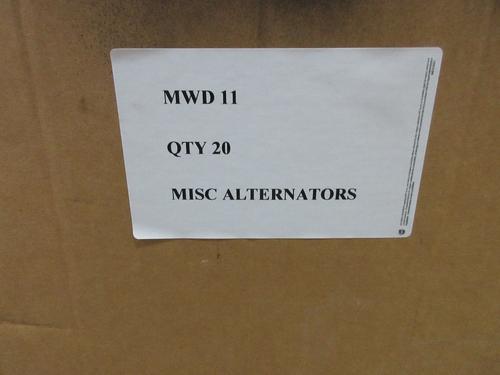 MWD 11
QTY 20
MISC ALTERNATORS